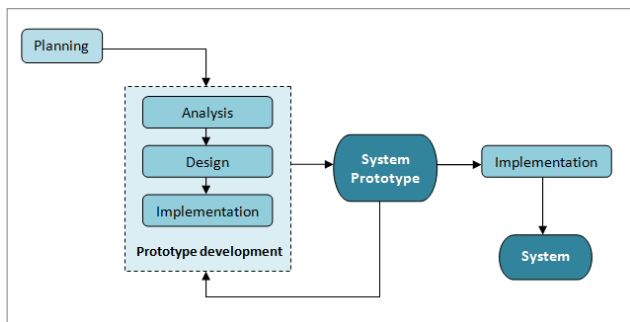 Planning
Analysis
Design
Implementation
Prototype development
System
Prototype
Implementation
System